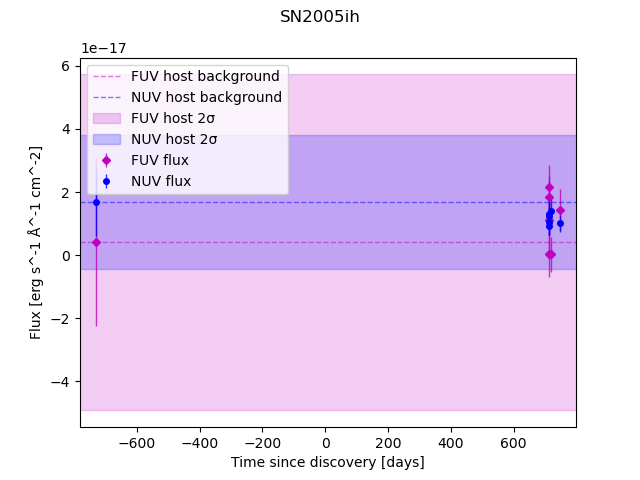 SN2005ih
1e−17
FUV host background
NUV host background
FUV host 2σ
NUV host 2σ
FUV flux
NUV flux
6
4
2
0
−2
−4
Flux [erg s^-1 Å^-1 cm^-2]
−600 −400 −200 0 200 400 600
Time since discovery [days]